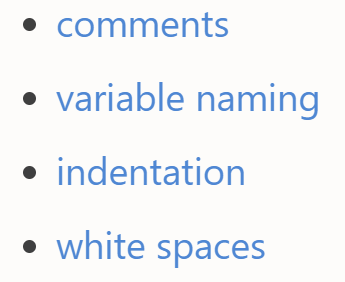 • comments
• variable naming
• indentation
• white spaces